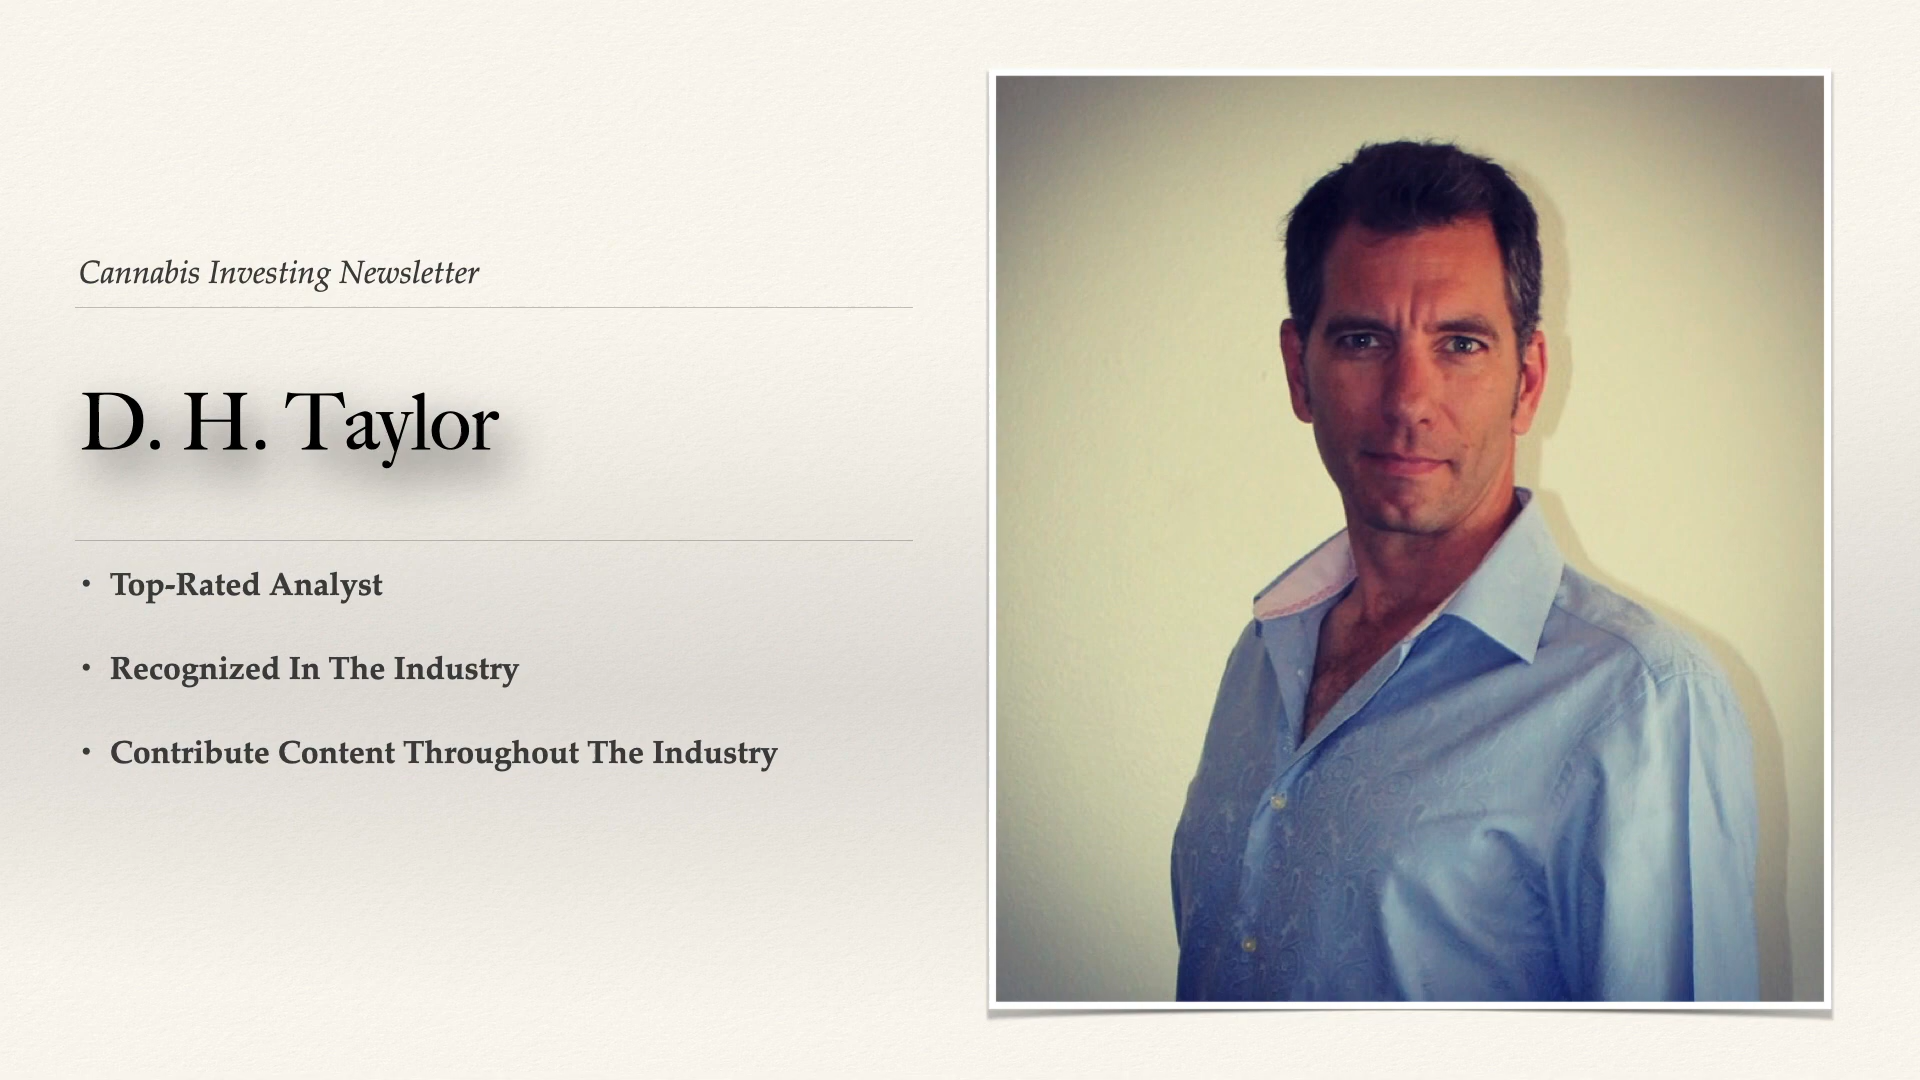 Cannabis Investing Newsletter
D. H. Taylor
• Top-Rated Analyst
• Recognized In The Industry
• Contribute Content Throughout The Industry